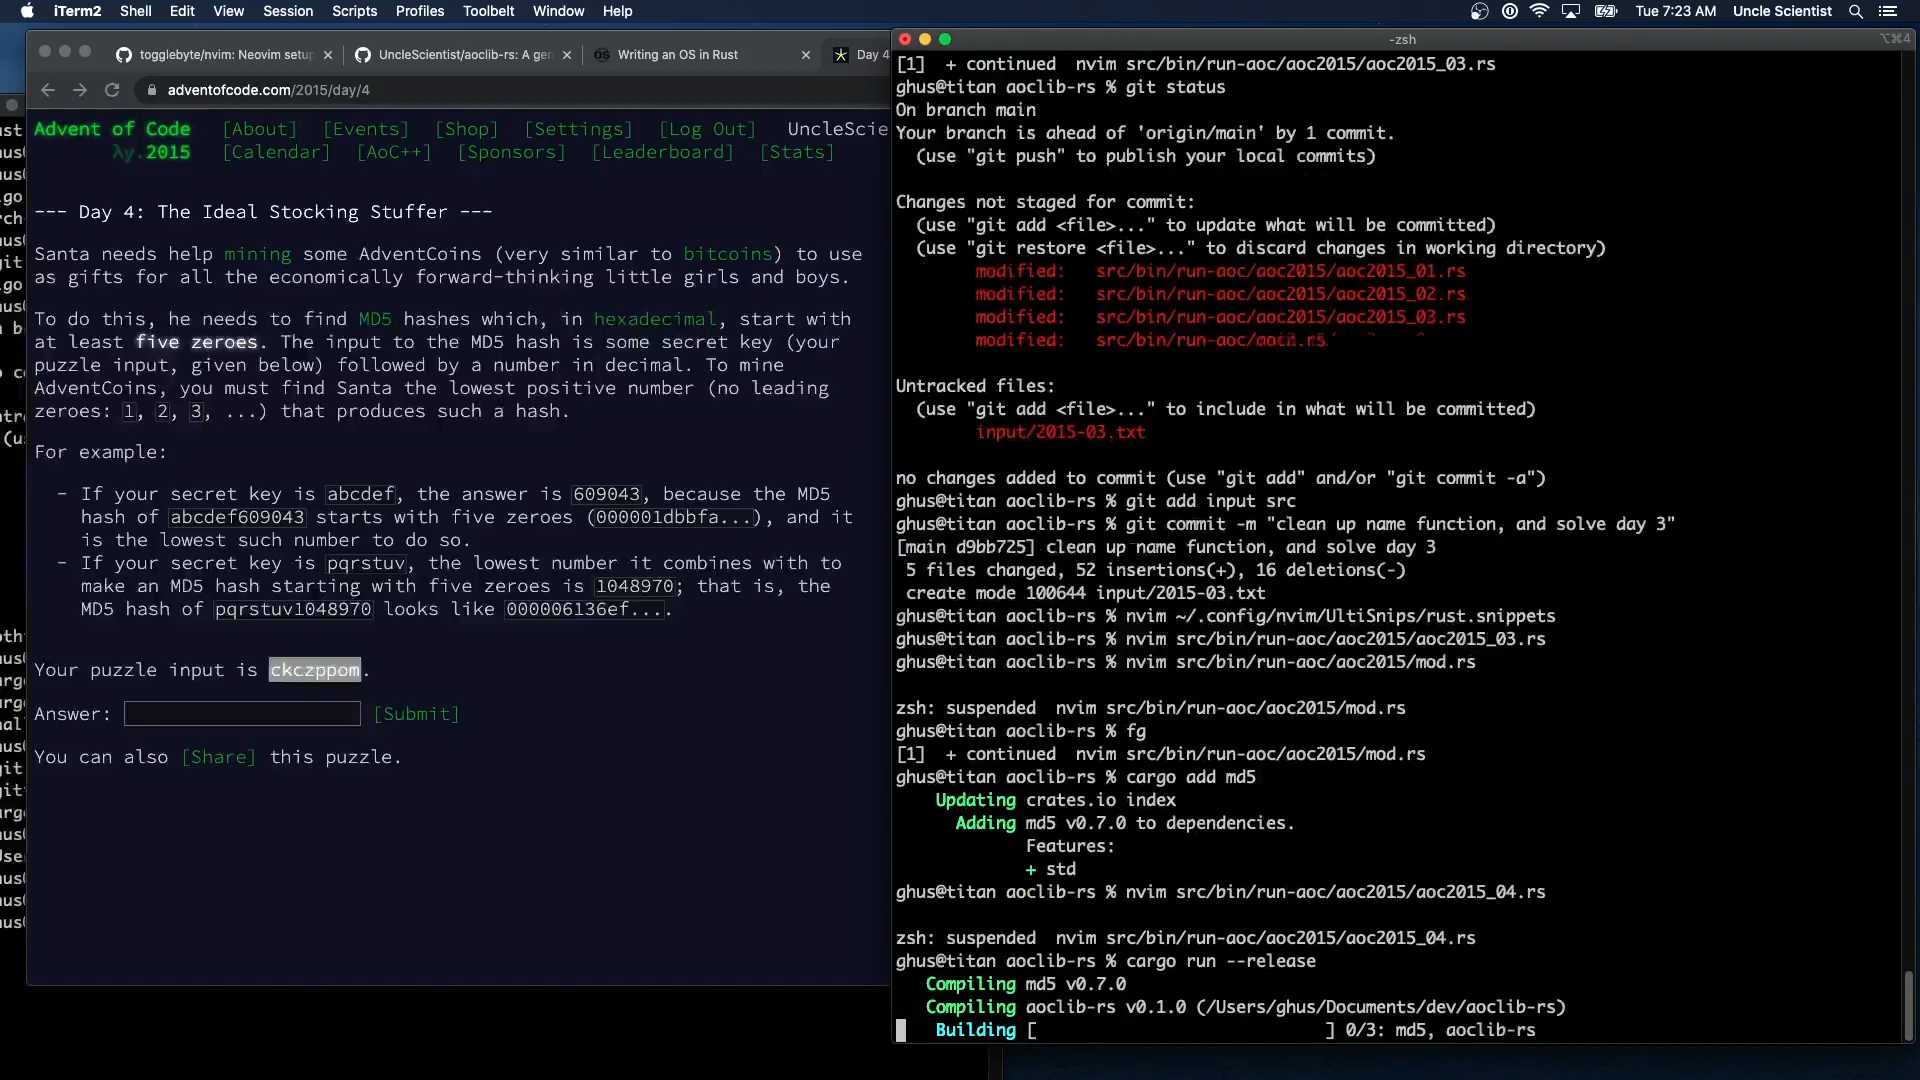 iTerm2 Shell Edit View Session Scripts Profiles Toolbelt Window Help Tue 7:23 AM Uncle Scientist
togglebyte/nvim: Neovim setup × UncleScientist/aoclib-rs: A gen × Writing an OS in Rust × Day 4
adventofcode.com/2015/day/4
Advent of Code [About] [Events] [Shop] [Settings] [Log Out] UncleScie
λy.2015 [Calendar] [AoC++] [Sponsors] [Leaderboard] [Stats]
--- Day 4: The Ideal Stocking Stuffer ---
Santa needs help mining some AdventCoins (very similar to bitcoins) to use
as gifts for all the economically forward-thinking little girls and boys.
To do this, he needs to find MD5 hashes which, in hexadecimal, start with
at least five zeroes. The input to the MD5 hash is some secret key (your
puzzle input, given below) followed by a number in decimal. To mine
AdventCoins, you must find Santa the lowest positive number (no leading
zeroes: 1, 2, 3, ...) that produces such a hash.
For example:
- If your secret key is abcdef, the answer is 609043, because the MD5
hash of abcdef609043 starts with five zeroes (000001dbbfa...), and it
is the lowest such number to do so.
- If your secret key is pqrstuv, the lowest number it combines with to
make an MD5 hash starting with five zeroes is 1048970; that is, the
MD5 hash of pqrstuv1048970 looks like 000006136ef....
Your puzzle input is ckczppom.
Answer: [Submit]
You can also [Share] this puzzle.
-zsh
⌥⌘4
[1]  + continued  nvim src/bin/run-aoc/aoc2015/aoc2015_03.rs
ghus@titan aoclib-rs % git status
On branch main
Your branch is ahead of 'origin/main' by 1 commit.
(use "git push" to publish your local commits)
Changes not staged for commit:
(use "git add <file>..." to update what will be committed)
(use "git restore <file>..." to discard changes in working directory)
modified:   src/bin/run-aoc/aoc2015/aoc2015_01.rs
modified:   src/bin/run-aoc/aoc2015/aoc2015_02.rs
modified:   src/bin/run-aoc/aoc2015/aoc2015_03.rs
modified:   src/bin/run-aoc/
Untracked files:
(use "git add <file>..." to include in what will be committed)
input/2015-03.txt
no changes added to commit (use "git add" and/or "git commit -a")
ghus@titan aoclib-rs % git add input src
ghus@titan aoclib-rs % git commit -m "clean up name function, and solve day 3"
[main d9bb725] clean up name function, and solve day 3
5 files changed, 52 insertions(+), 16 deletions(-)
create mode 100644 input/2015-03.txt
ghus@titan aoclib-rs % nvim ~/.config/nvim/UltiSnips/rust.snippets
ghus@titan aoclib-rs % nvim src/bin/run-aoc/aoc2015/aoc2015_03.rs
ghus@titan aoclib-rs % nvim src/bin/run-aoc/aoc2015/mod.rs
zsh: suspended  nvim src/bin/run-aoc/aoc2015/mod.rs
ghus@titan aoclib-rs % fg
[1]  + continued  nvim src/bin/run-aoc/aoc2015/mod.rs
ghus@titan aoclib-rs % cargo add md5
Updating crates.io index
Adding md5 v0.7.0 to dependencies.
Features:
+ std
ghus@titan aoclib-rs % nvim src/bin/run-aoc/aoc2015/aoc2015_04.rs
zsh: suspended  nvim src/bin/run-aoc/aoc2015/aoc2015_04.rs
ghus@titan aoclib-rs % cargo run --release
Compiling md5 v0.7.0
Compiling aoclib-rs v0.1.0 (/Users/ghus/Documents/dev/aoclib-rs)
Building [ ] 0/3: md5, aoclib-rs